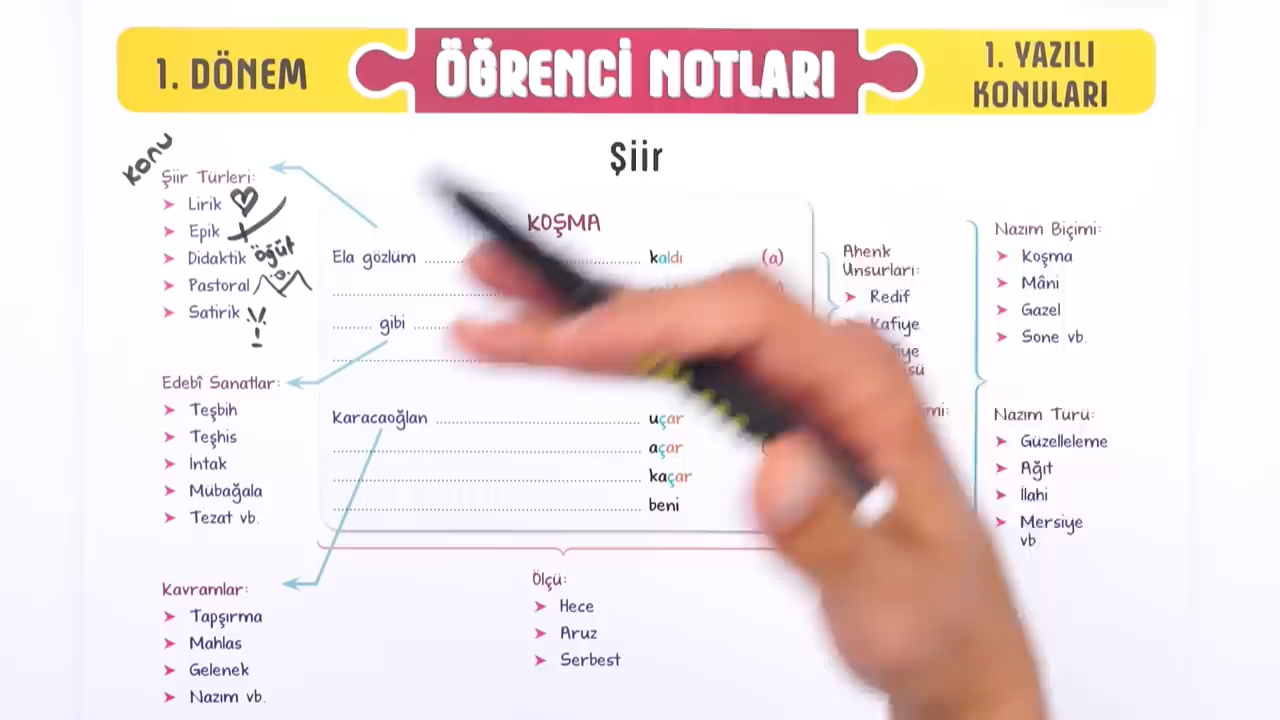 1. DÖNEM
ÖĞRENCİ NOTLARI
1. YAZILI
KONULARI
Şiir
Konu
Şiir Türleri:
Lirik
Epik
Didaktik öğüt
Pastoral
Satirik
Edebî Sanatlar:
Teşbih
Teşhis
İntak
Mübağala
Tezat vb.
Kavramlar:
Tapşırma
Mahlas
Gelenek
Nazım vb.
KOŞMA
Ela gözlüm ........ kaldı (a)
........ gibi ........
Karacaoğlan ........ uçar
........ açar
........ kaçar
........ beni
Ölçü:
Hece
Aruz
Serbest
Ahenk
Unsurları:
Redif
Kafiye
Nazım Biçimi:
Koşma
Mâni
Gazel
Sone vb.
Nazım Türü:
Güzelleleme
Ağıt
İlahi
Mersiye
vb